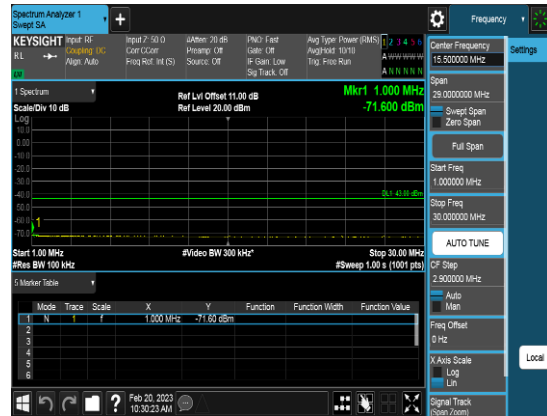 Spectrum Analyzer 1
Swept SA
Frequency
KEYSIGHT
RL
Input: RF
Coupling: DC
Align: Auto
Input Z: 50 Ω
Corr CCorr
Freq Ref: Int (S)
#Atten: 20 dB
Preamp: Off
Source: Off
PNO: Fast
Gate: Off
IF Gain: Low
Sig Track: Off
Avg Type: Power (RMS)
Avg|Hold: 10/10
Trig: Free Run
1 2 3 4 5 6
A W W W W W
A N N N N N
1 Spectrum
Scale/Div 10 dB
Log
Ref Lvl Offset 11.00 dB
Ref Level 20.00 dBm
Mkr1 1.000 MHz
-71.600 dBm
10.0
0.00
-10.0
-20.0
-30.0
-40.0
-50.0
-60.0
-70.0
DL1 -43.00 dBm
1
Start 1.00 MHz
#Res BW 100 kHz
#Video BW 300 kHz*
Stop 30.00 MHz
#Sweep 1.00 s (1001 pts)
5 Marker Table
Mode Trace Scale X Y Function Function Width Function Value
1 N 1 f 1.000 MHz -71.60 dBm
2
3
4
5
6
Feb 20, 2023
10:30:23 AM
Center Frequency
15.500000 MHz
Settings
Span
29.0000000 MHz
Swept Span
Zero Span
Full Span
Start Freq
1.000000 MHz
Stop Freq
30.000000 MHz
AUTO TUNE
CF Step
2.900000 MHz
Auto
Man
Freq Offset
0 Hz
X Axis Scale
Log
Lin
Local
Signal Track
(Span Zoom)